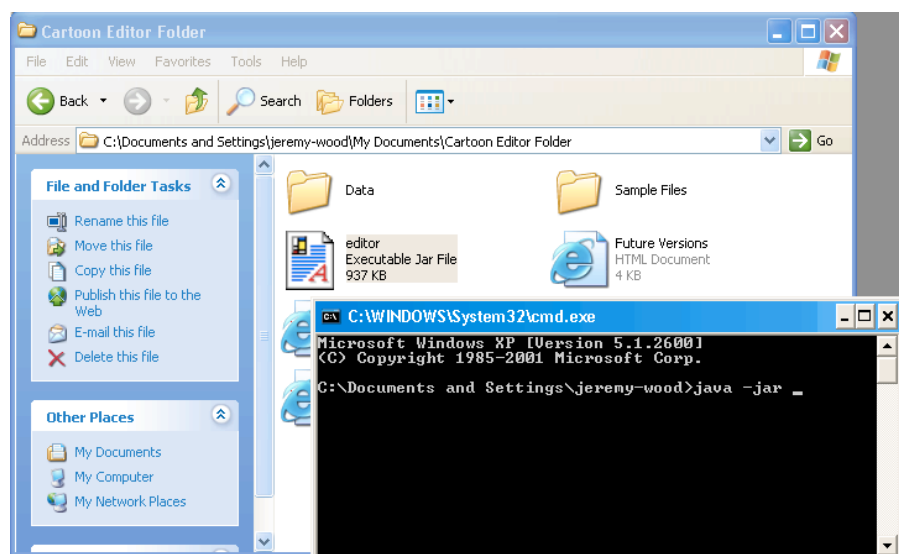 Cartoon Editor Folder
File Edit View Favorites Tools Help
Back Search Folders
Address C:\Documents and Settings\jeremy-wood\My Documents\Cartoon Editor Folder Go
File and Folder Tasks
Rename this file
Move this file
Copy this file
Publish this file to the
Web
E-mail this file
Delete this file
Other Places
My Documents
My Computer
My Network Places
Data
Sample Files
editor
Executable Jar File
937 KB
Future Versions
HTML Document
4 KB
C:\WINDOWS\System32\cmd.exe
Microsoft Windows XP [Version 5.1.2600]
(C) Copyright 1985-2001 Microsoft Corp.
C:\Documents and Settings\jeremy-wood>java -jar _